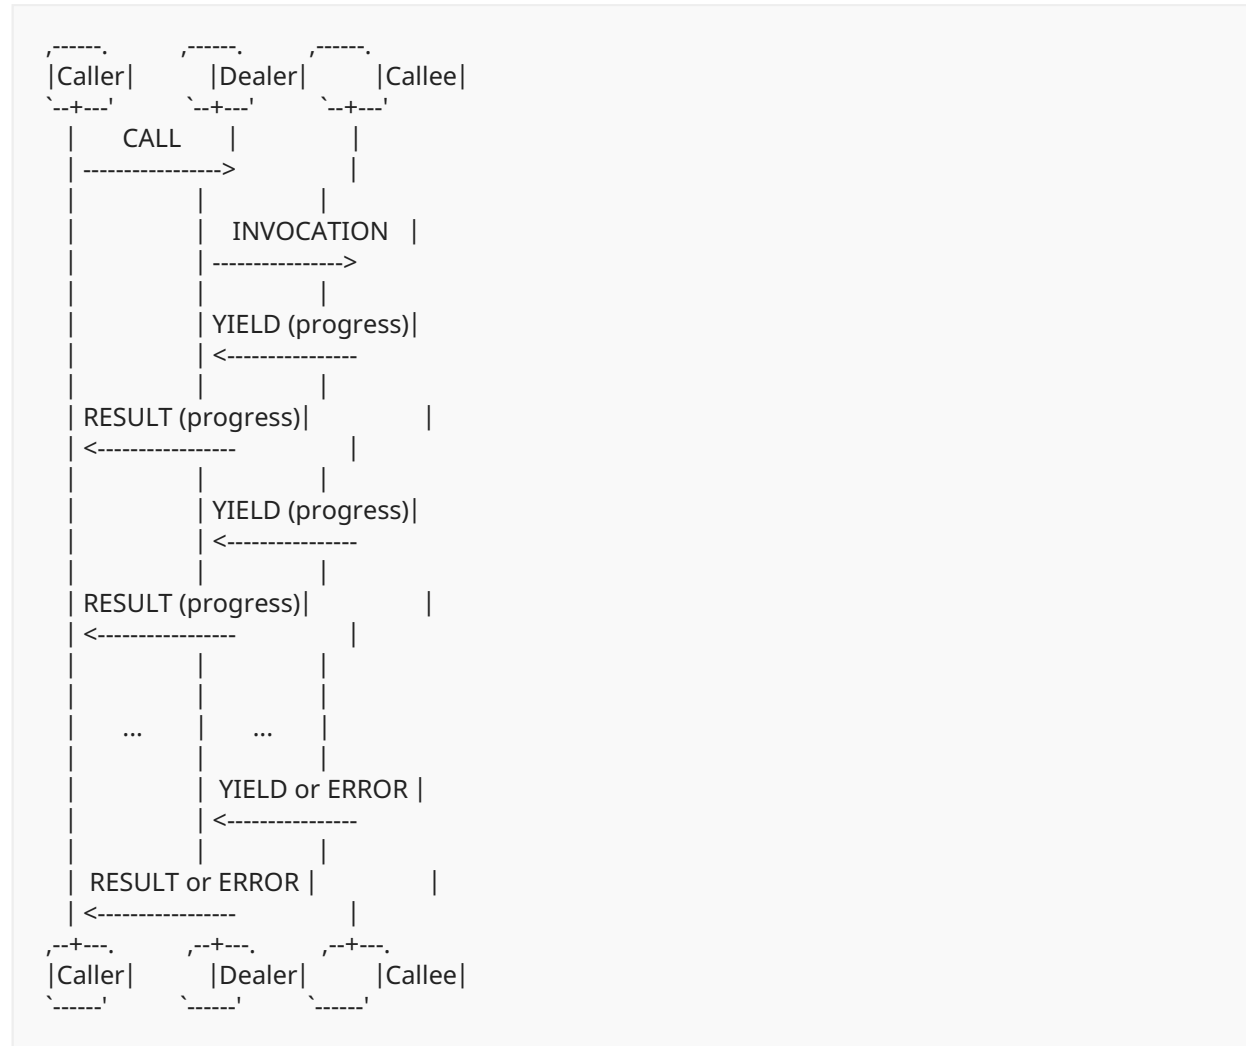 ,------.          ,------.          ,------.
|Caller|          |Dealer|          |Callee|
`--+---'          `--+---'          `--+---'
   |       CALL       |                 |
   | ----------------->                 |
   |                  |                 |
   |                  |    INVOCATION   |
   |                  | ---------------->
   |                  |                 |
   |                  | YIELD (progress)|
   |                  | <----------------
   |                  |                 |
   | RESULT (progress)|                 |
   | <-----------------                 |
   |                  |                 |
   |                  | YIELD (progress)|
   |                  | <----------------
   |                  |                 |
   | RESULT (progress)|                 |
   | <-----------------                 |
   |                  |                 |
   |                  |                 |
   |       ...        |       ...       |
   |                  |                 |
   |                  |  YIELD or ERROR |
   |                  | <----------------
   |                  |                 |
   |  RESULT or ERROR |                 |
   | <-----------------                 |
,--+---.          ,--+---.          ,--+---.
|Caller|          |Dealer|          |Callee|
`------'          `------'          `------'